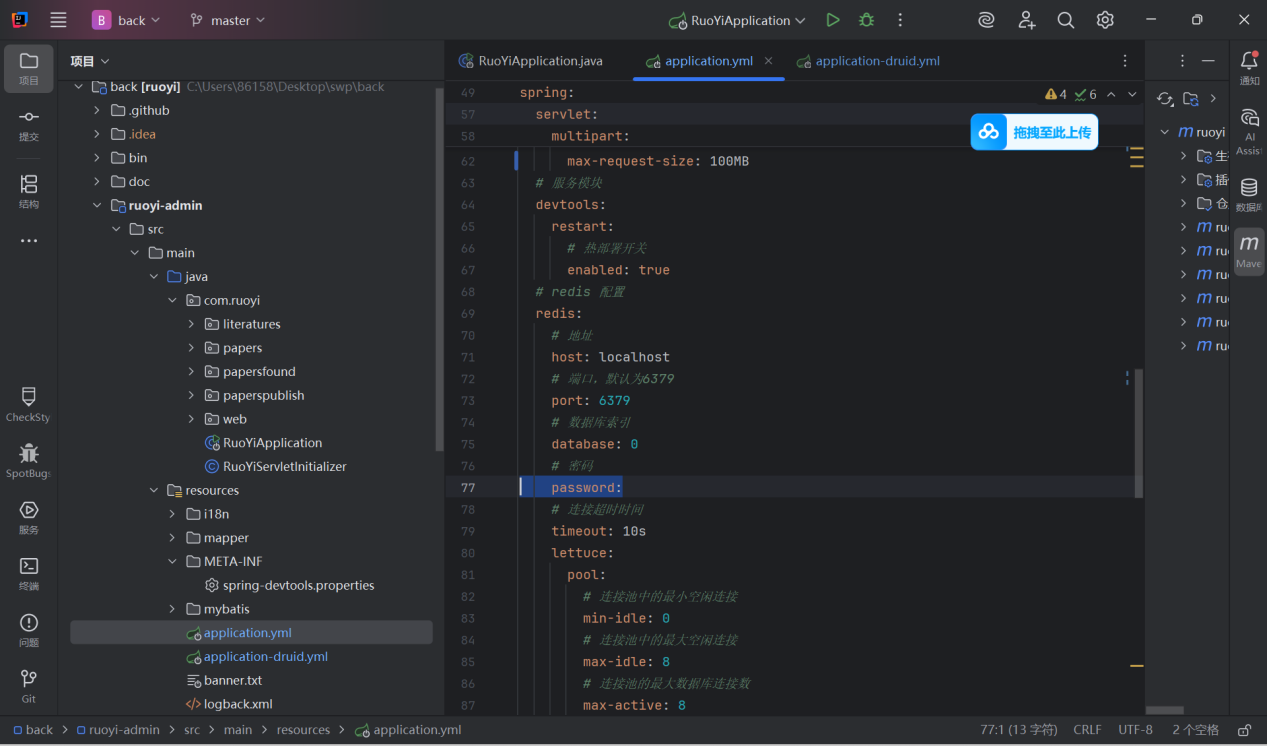 B back master RuoYiApplication
项目
RuoYiApplication.java application.yml application-druid.yml
项目
提交
结构
CheckSty
SpotBugs
服务
终端
问题
Git
back [ruoyi] C:\Users\86158\Desktop\swp\back
.github
.idea
bin
doc
ruoyi-admin
src
main
java
com.ruoyi
literatures
papers
papersfound
paperspublish
web
RuoYiApplication
RuoYiServletInitializer
resources
i18n
mapper
META-INF
spring-devtools.properties
mybatis
application.yml
application-druid.yml
banner.txt
logback.xml
49 spring:
57 servlet:
58 multipart:
62 max-request-size: 100MB
63 # 服务模块
64 devtools:
65 restart:
66 # 热部署开关
67 enabled: true
68 # redis 配置
69 redis:
70 # 地址
71 host: localhost
72 # 端口，默认为6379
73 port: 6379
74 # 数据库索引
75 database: 0
76 # 密码
77 password:
78 # 连接超时时间
79 timeout: 10s
80 lettuce:
81 pool:
82 # 连接池中的最小空闲连接
83 min-idle: 0
84 # 连接池中的最大空闲连接
85 max-idle: 8
86 # 连接池的最大数据库连接数
87 max-active: 8
4 6
拖拽至此上传
m ruoyi
生
插
仓
m ru
m ru
m ru
m ru
m ru
m ru
通知
AI
Assis
数据库
m
Mave
back ruoyi-admin src main resources application.yml
77:1 (13 字符) CRLF UTF-8 2 个空格